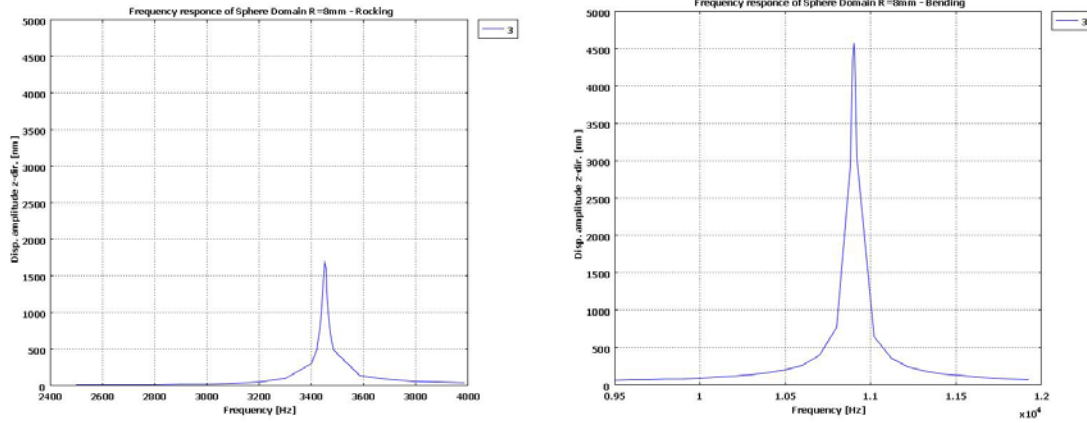 Frequency responce of Sphere Domain R=8mm - Rocking
3
5000
4500
4000
3500
3000
2500
2000
1500
1000
500
0
Disp. amplitude z-dir. [nm]
2400 2600 2800 3000 3200 3400 3600 3800 4000
Frequency [Hz]
Frequency responce of Sphere Domain R=8mm - Bending
3
5000
4500
4000
3500
3000
2500
2000
1500
1000
500
0
Disp. amplitude z-dir. [nm]
0.95 1 1.05 1.1 1.15 1.2
Frequency [Hz]
x10⁴